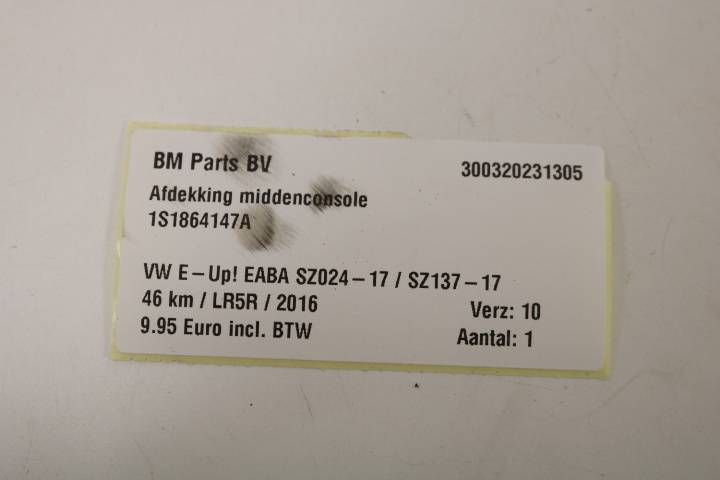 BM Parts BV 300320231305
Afdekking middenconsole
1S1864147A
VW E-Up! EABA SZ024-17 / SZ137-17
46 km / LR5R / 2016 Verz: 10
9.95 Euro incl. BTW Aantal: 1